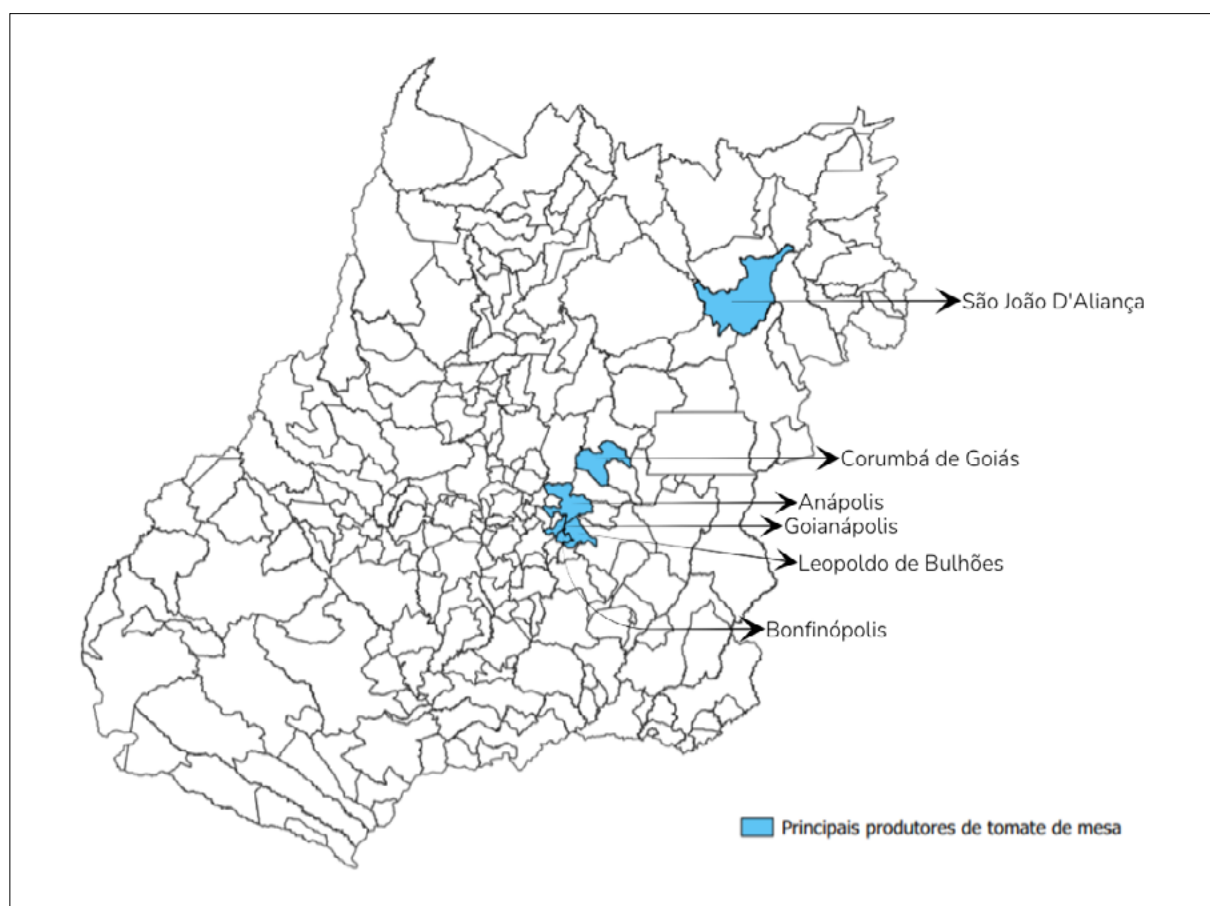 São João D'Aliança
Corumbá de Goiás
Anápolis
Goianápolis
Leopoldo de Bulhões
Bonfinópolis
Principais produtores de tomate de mesa